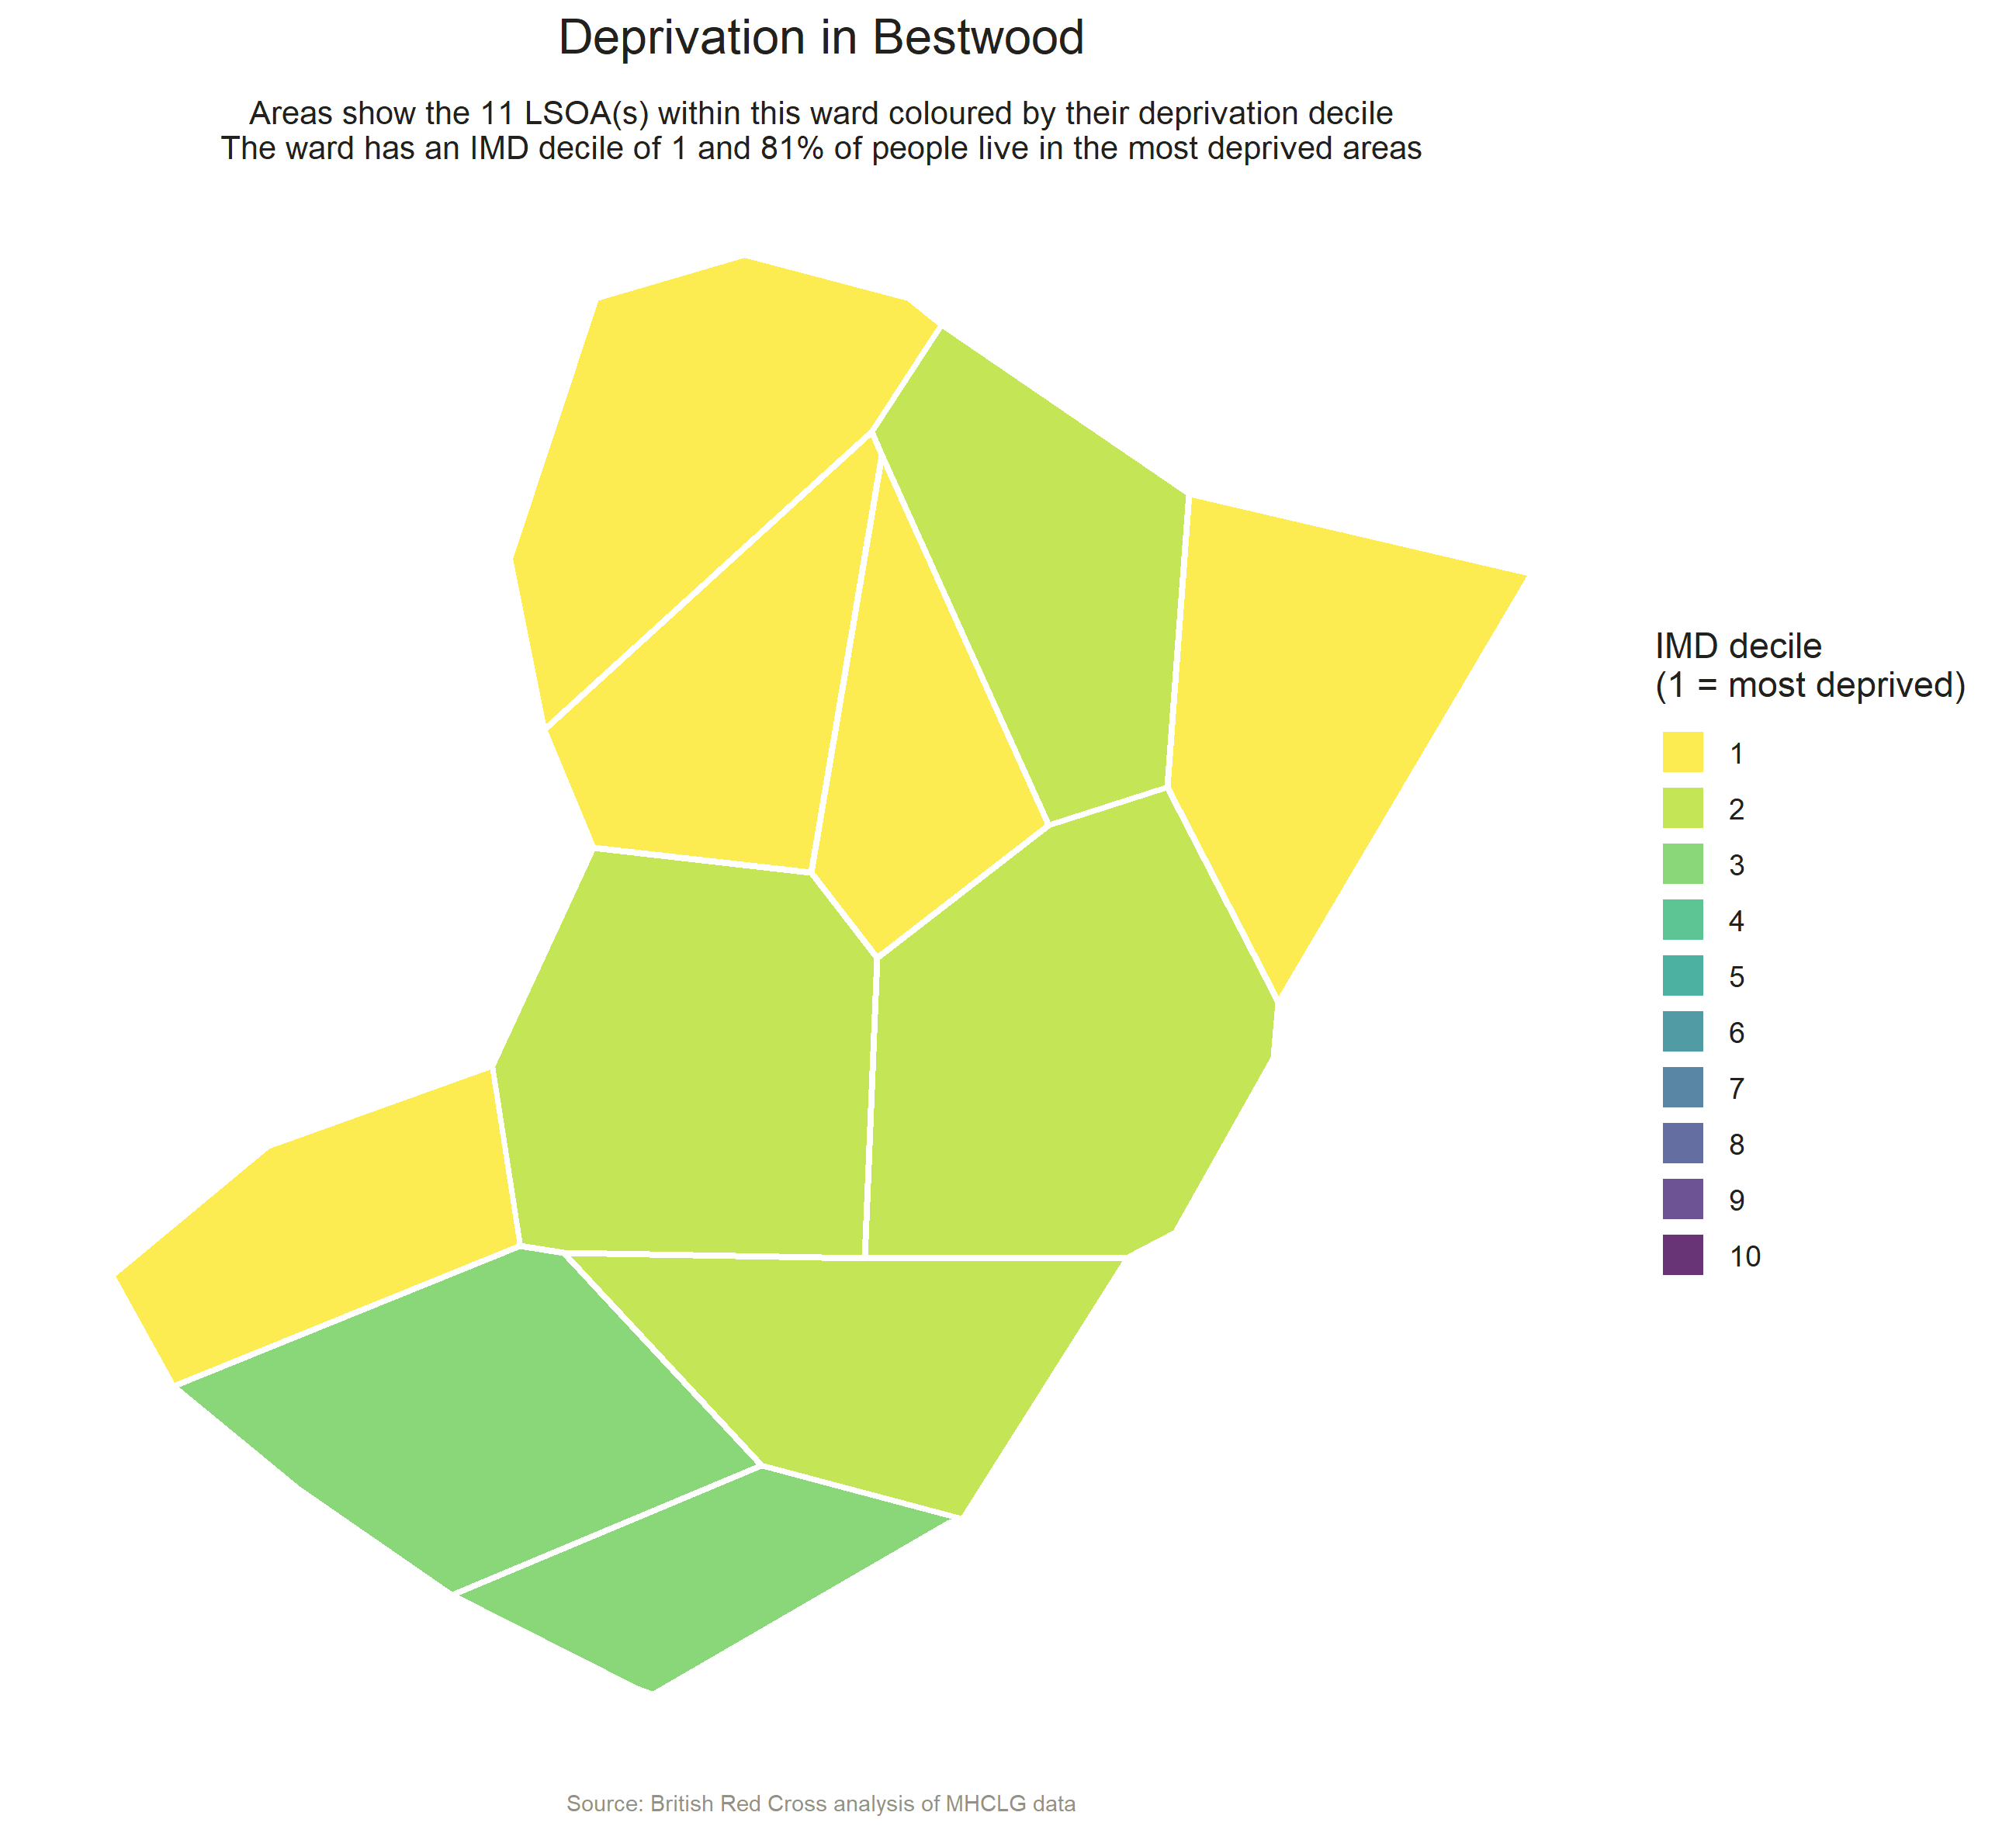 Deprivation in Bestwood
Areas show the 11 LSOA(s) within this ward coloured by their deprivation decile
The ward has an IMD decile of 1 and 81% of people live in the most deprived areas
IMD decile
(1 = most deprived)
1
2
3
4
5
6
7
8
9
10
Source: British Red Cross analysis of MHCLG data